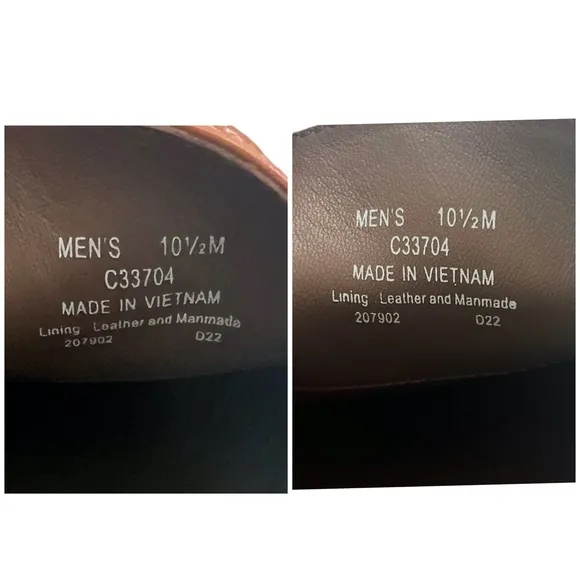 MEN'S 10½M
C33704
MADE IN VIETNAM
Lining Leather and Manmade
207902 D22
MEN'S 10½M
C33704
MADE IN VIETNAM
Lining Leather and Manmade
207902 D22